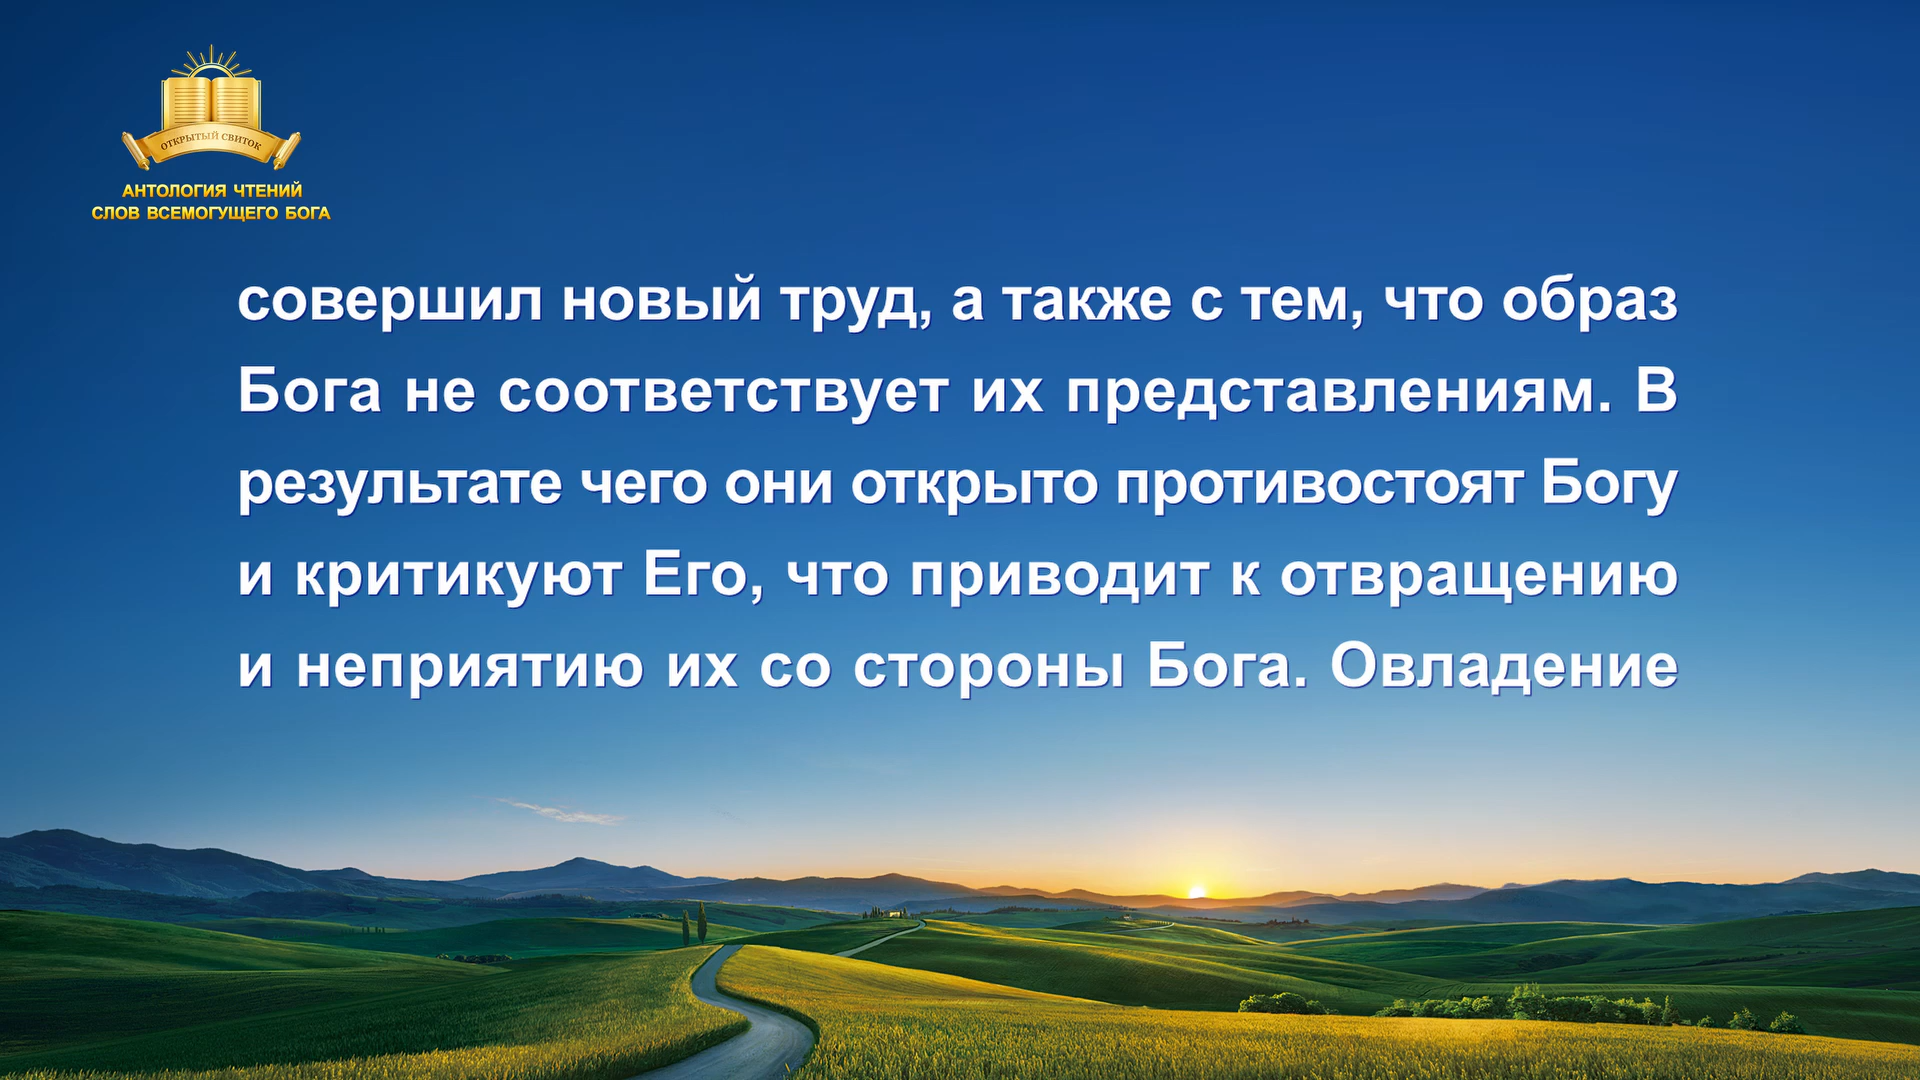 ОТКРЫТЫЙ СВИТОК
АНТОЛОГИЯ ЧТЕНИЙ
СЛОВ ВСЕМОГУЩЕГО БОГА
совершил новый труд, а также с тем, что образ
Бога не соответствует их представлениям. В
результате чего они открыто противостоят Богу
и критикуют Его, что приводит к отвращению
и неприятию их со стороны Бога. Овладение